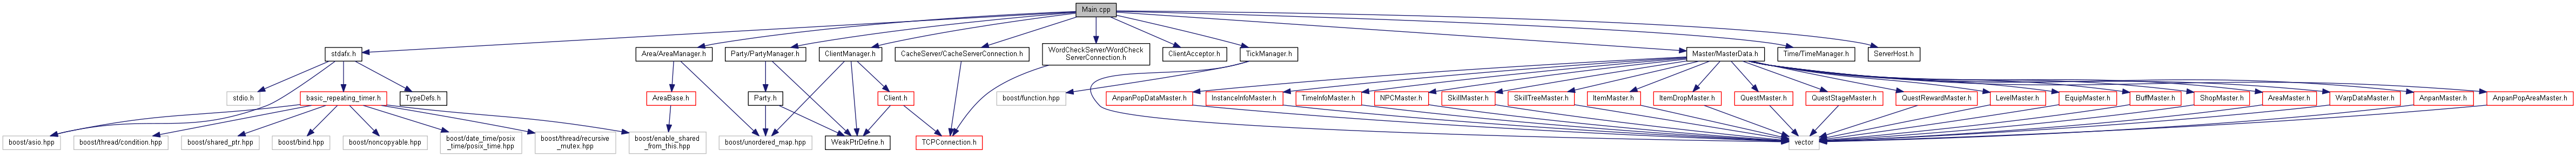 Main.cpp
stdafx.h
Area/AreaManager.h
Party/PartyManager.h
ClientManager.h
CacheServer/CacheServerConnection.h
WordCheckServer/WordCheck
ServerConnection.h
ClientAcceptor.h
TickManager.h
Master/MasterData.h
Time/TimeManager.h
ServerHost.h
stdio.h
basic_repeating_timer.h
TypeDefs.h
AreaBase.h
Party.h
Client.h
boost/function.hpp
AnpanPopDataMaster.h
InstanceInfoMaster.h
TimeInfoMaster.h
NPCMaster.h
SkillMaster.h
SkillTreeMaster.h
ItemMaster.h
ItemDropMaster.h
QuestMaster.h
QuestStageMaster.h
QuestRewardMaster.h
LevelMaster.h
EquipMaster.h
BuffMaster.h
ShopMaster.h
AreaMaster.h
WarpDataMaster.h
AnpanMaster.h
AnpanPopAreaMaster.h
boost/asio.hpp
boost/thread/condition.hpp
boost/shared_ptr.hpp
boost/bind.hpp
boost/noncopyable.hpp
boost/date_time/posix
_time/posix_time.hpp
boost/thread/recursive
_mutex.hpp
boost/enable_shared
_from_this.hpp
boost/unordered_map.hpp
WeakPtrDefine.h
TCPConnection.h
vector